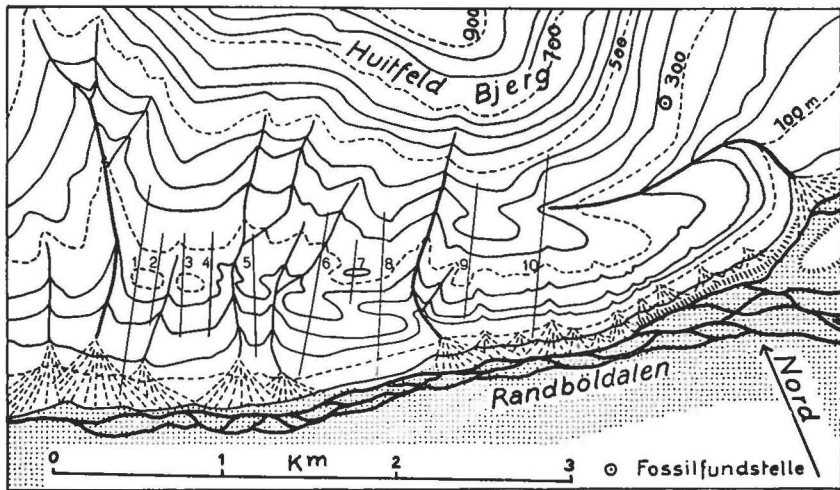 900
700
500
300
100 m
Huitfeld Bjerg
1 2 3 4 5 6 7 8 9 10
Randböldalen
Nord
0 1 2 3
Km
⊙ Fossilfundstelle